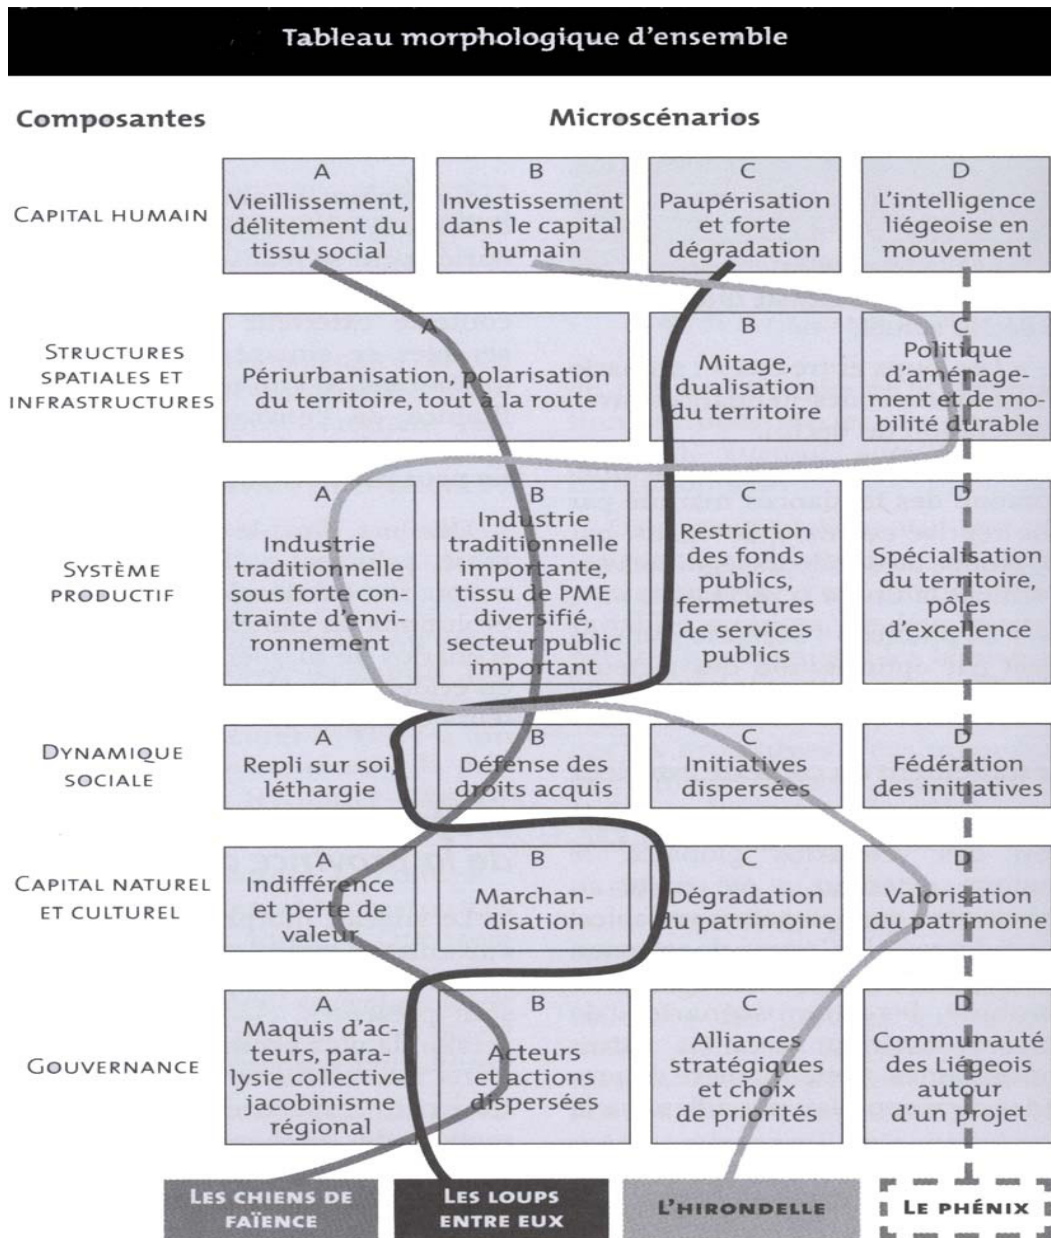 Tableau morphologique d'ensemble
Composantes
Microscénarios
CAPITAL HUMAIN
A
Vieillissement,
délitement du
tissu social
B
Investissement
dans le capital
humain
C
Paupérisation
et forte
dégradation
D
L'intelligence
liégeoise en
mouvement
STRUCTURES
SPATIALES ET
INFRASTRUCTURES
A
Périurbanisation, polarisation
du territoire, tout à la route
B
Mitage,
dualisation
du territoire
C
Politique
d'aménage-
ment et de mo-
bilité durable
SYSTÈME
PRODUCTIF
A
Industrie
traditionnelle
sous forte con-
trainte d'envi-
ronnement
B
Industrie
traditionnelle
importante,
tissu de PME
diversifié,
secteur public
important
C
Restriction
des fonds
publics,
fermetures
de services
publics
D
Spécialisation
du territoire,
pôles
d'excellence
DYNAMIQUE
SOCIALE
A
Repli sur soi,
léthargie
B
Défense des
droits acquis
C
Initiatives
dispersées
D
Fédération
des initiatives
CAPITAL NATUREL
ET CULTUREL
A
Indifférence
et perte de
valeur
B
Marchan-
disation
C
Dégradation
du patrimoine
D
Valorisation
du patrimoine
GOUVERNANCE
A
Maquis d'ac-
teurs, para-
lysie collective
jacobinisme
régional
B
Acteurs
et actions
dispersées
C
Alliances
stratégiques
et choix
de priorités
D
Communauté
des Liégeois
autour
d'un projet
LES CHIENS DE
FAÏENCE
LES LOUPS
ENTRE EUX
L'HIRONDELLE
LE PHÉNIX